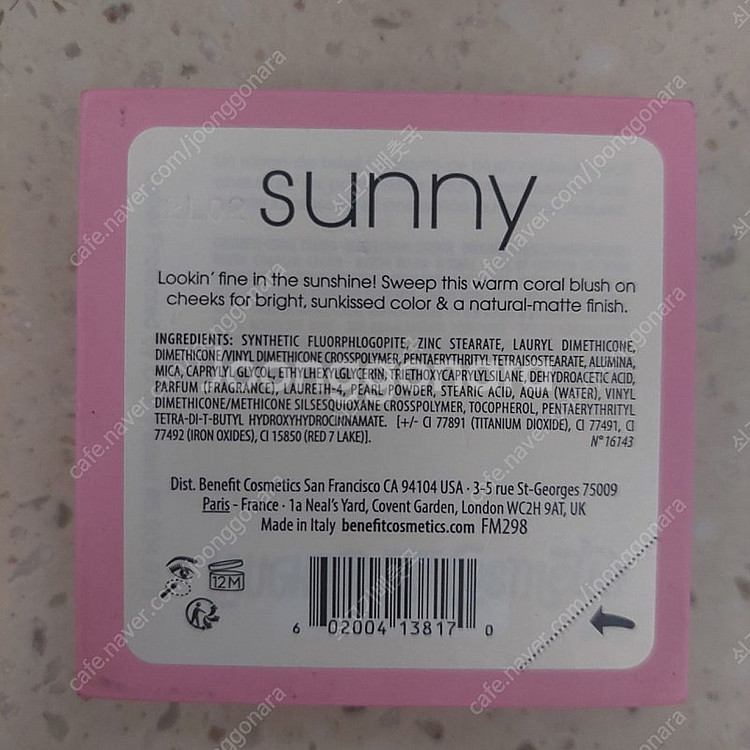 sunny
Lookin' fine in the sunshine! Sweep this warm coral blush on
cheeks for bright, sunkissed color & a natural-matte finish.
INGREDIENTS: SYNTHETIC FLUORPHLOGOPITE, ZINC STEARATE, LAURYL DIMETHICONE,
DIMETHICONE/VINYL DIMETHICONE CROSSPOLYMER, PENTAERYTHRITYL TETRAISOSTEARATE, ALUMINA,
MICA, CAPRYLYL GLYCOL, ETHYLHEXYLGLYCERIN, TRIETHOXYCAPRYLYLSILANE, DEHYDROACETIC ACID,
PARFUM (FRAGRANCE), LAURETH-4, PEARL POWDER, STEARIC ACID, AQUA (WATER), VINYL
DIMETHICONE/METHICONE SILSESQUIOXANE CROSSPOLYMER, TOCOPHEROL, PENTAERYTHRITYL
TETRA-DI-T-BUTYL HYDROXYHYDROCINNAMATE. [+/- CI 77891 (TITANIUM DIOXIDE), CI 77491, CI
77492 (IRON OXIDES), CI 15850 (RED 7 LAKE)].
N° 16143
Dist. Benefit Cosmetics San Francisco CA 94104 USA · 3-5 rue St-Georges 75009
Paris - France · 1a Neal's Yard, Covent Garden, London WC2H 9AT, UK
Made in Italy benefitcosmetics.com FM298
12M
6 02004 13817 0
cafe.naver.com/joonggonara